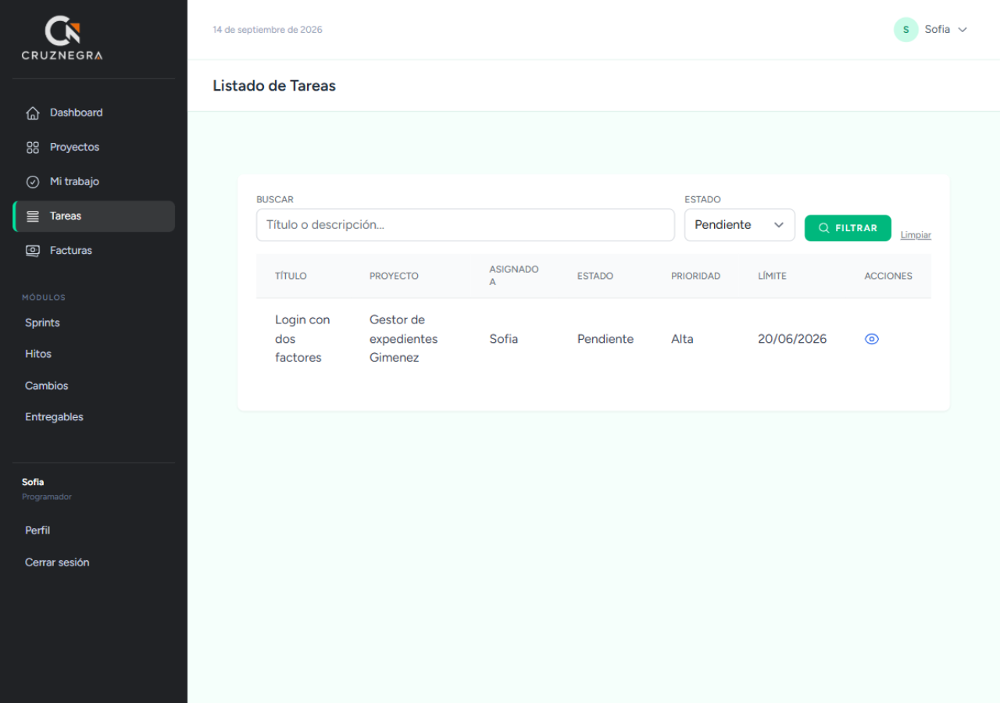 CRUZNEGRA
14 de septiembre de 2026
S
Sofia
Listado de Tareas
Dashboard
Proyectos
Mi trabajo
Tareas
Facturas
MÓDULOS
Sprints
Hitos
Cambios
Entregables
Sofia
Programador
Perfil
Cerrar sesión
BUSCAR
Título o descripción...
ESTADO
Pendiente
FILTRAR
Limpiar
TÍTULO
PROYECTO
ASIGNADO
A
ESTADO
PRIORIDAD
LÍMITE
ACCIONES
Login con
dos
factores
Gestor de
expedientes
Gimenez
Sofia
Pendiente
Alta
20/06/2026